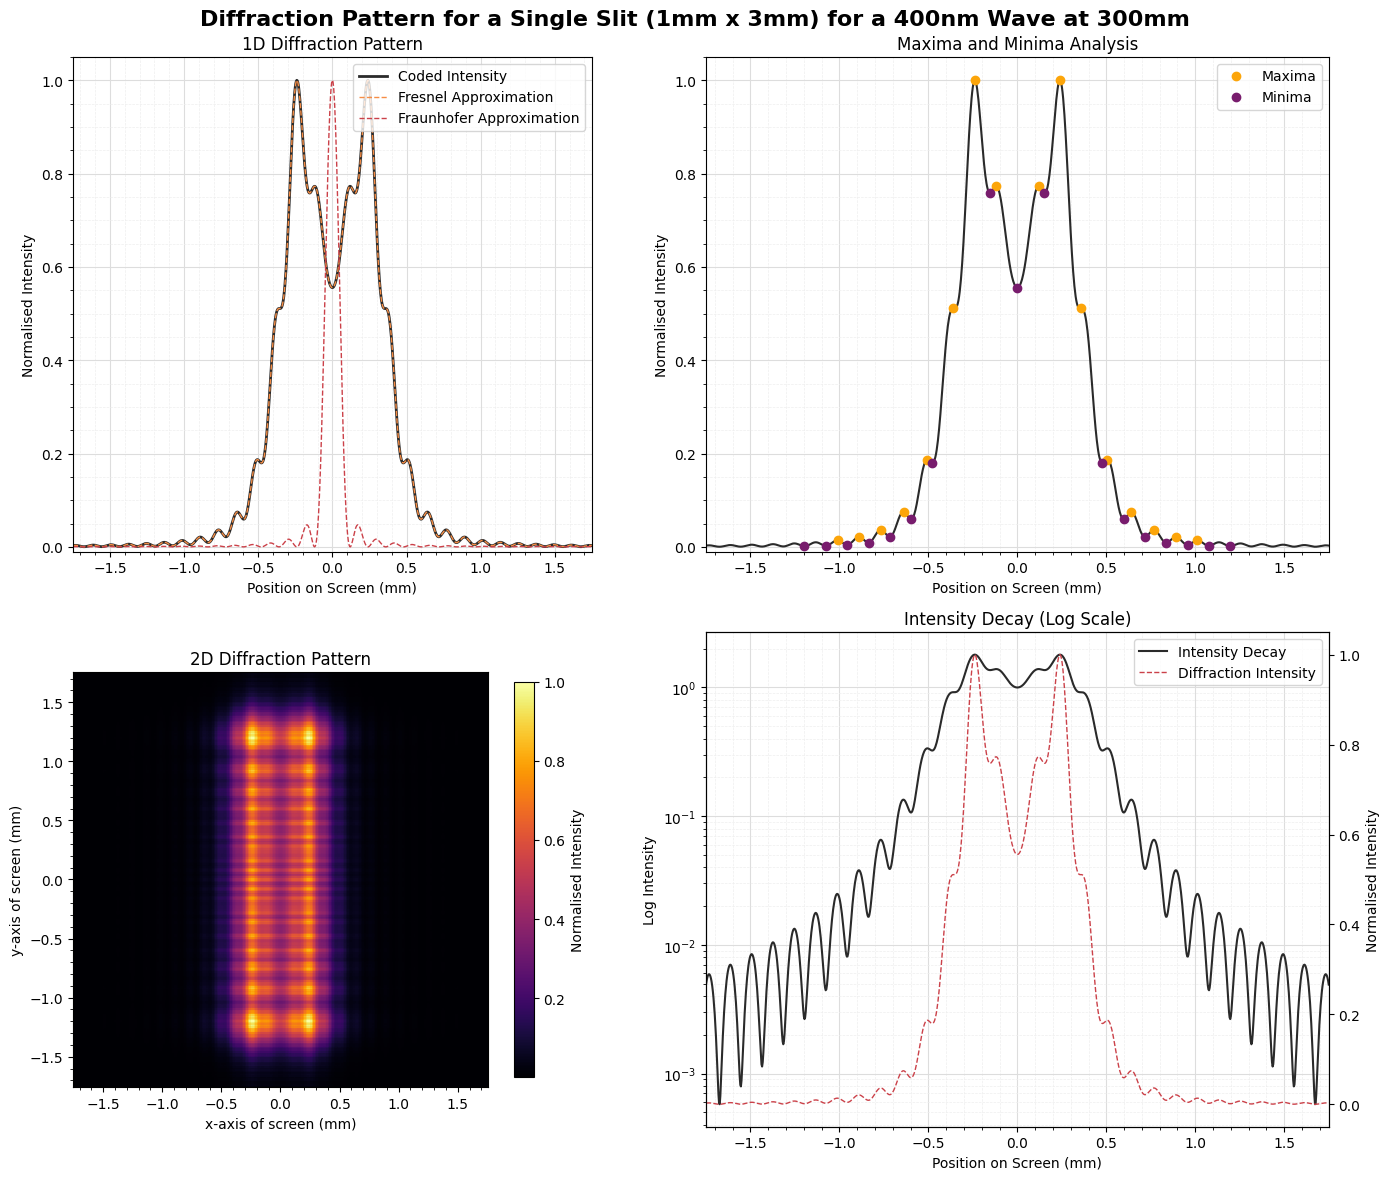 Diffraction Pattern for a Single Slit (1mm x 3mm) for a 400nm Wave at 300mm
1D Diffraction Pattern
1.0
0.8
0.6
0.4
0.2
0.0
Normalised Intensity
Coded Intensity
Fresnel Approximation
Fraunhofer Approximation
−1.5 −1.0 −0.5 0.0 0.5 1.0 1.5
Position on Screen (mm)
Maxima and Minima Analysis
1.0
0.8
0.6
0.4
0.2
0.0
Normalised Intensity
Maxima
Minima
−1.5 −1.0 −0.5 0.0 0.5 1.0 1.5
Position on Screen (mm)
2D Diffraction Pattern
1.5
1.0
0.5
0.0
−0.5
−1.0
−1.5
y-axis of screen (mm)
−1.5 −1.0 −0.5 0.0 0.5 1.0 1.5
x-axis of screen (mm)
1.0
0.8
0.6
0.4
0.2
Normalised Intensity
Intensity Decay (Log Scale)
10⁰
10⁻¹
10⁻²
10⁻³
Log Intensity
Intensity Decay
Diffraction Intensity
1.0
0.8
0.6
0.4
0.2
0.0
Normalised Intensity
−1.5 −1.0 −0.5 0.0 0.5 1.0 1.5
Position on Screen (mm)